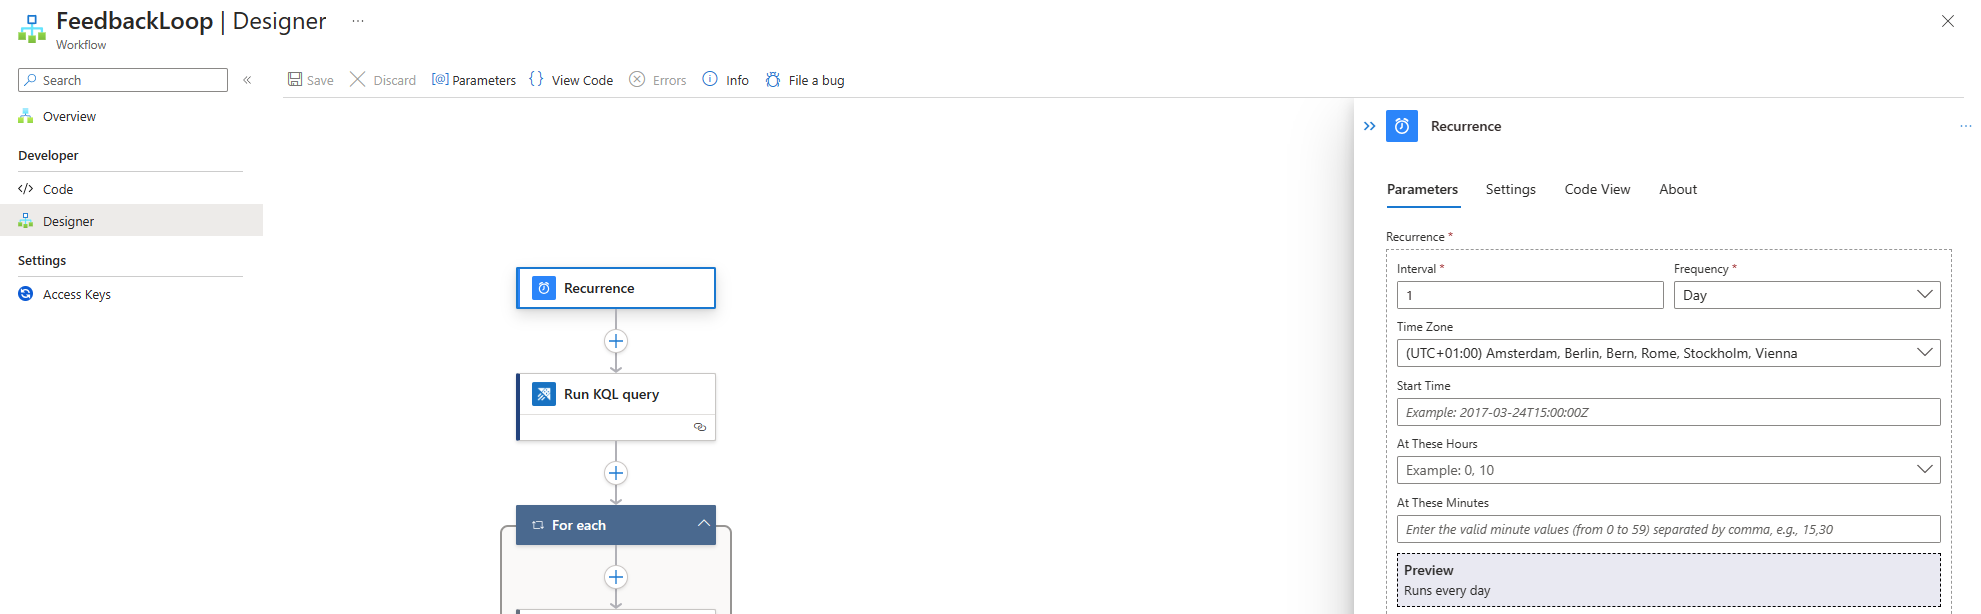 FeedbackLoop | Designer ...
Workflow
Search
«
Overview
Developer
Code
Designer
Settings
Access Keys
Save
Discard
Parameters
View Code
Errors
Info
File a bug
Recurrence
Run KQL query
For each
Recurrence
...
Parameters
Settings
Code View
About
Recurrence *
Interval *
Frequency *
1
Day
Time Zone
(UTC+01:00) Amsterdam, Berlin, Bern, Rome, Stockholm, Vienna
Start Time
Example: 2017-03-24T15:00:00Z
At These Hours
Example: 0, 10
At These Minutes
Enter the valid minute values (from 0 to 59) separated by comma, e.g., 15,30
Preview
Runs every day